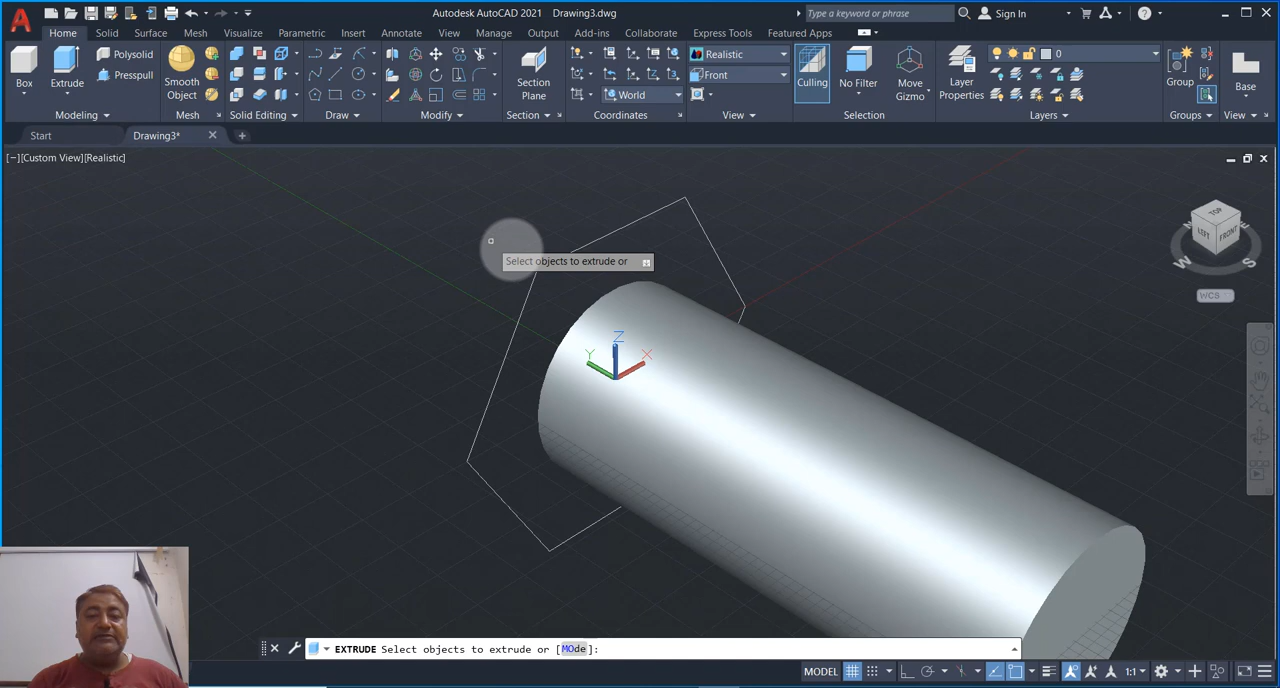 Autodesk AutoCAD 2021 Drawing3.dwg
Type a keyword or phrase
Sign In
Home Solid Surface Mesh Visualize Parametric Insert Annotate View Manage Output Add-ins Collaborate Express Tools Featured Apps
Box
Extrude
Polysolid
Presspull
Smooth
Object
Section
Plane
Realistic
Front
World
Culling
No Filter
Move
Gizmo
Layer
Properties
0
Group
Base
Modeling Mesh Solid Editing Draw Modify Section Coordinates View Selection Layers Groups View
Start Drawing3*
[−][Custom View][Realistic]
TOP
LEFT
FRONT
W
S
WCS
Select objects to extrude or
Z
Y
X
EXTRUDE Select objects to extrude or [MOde]:
MODEL
1:1